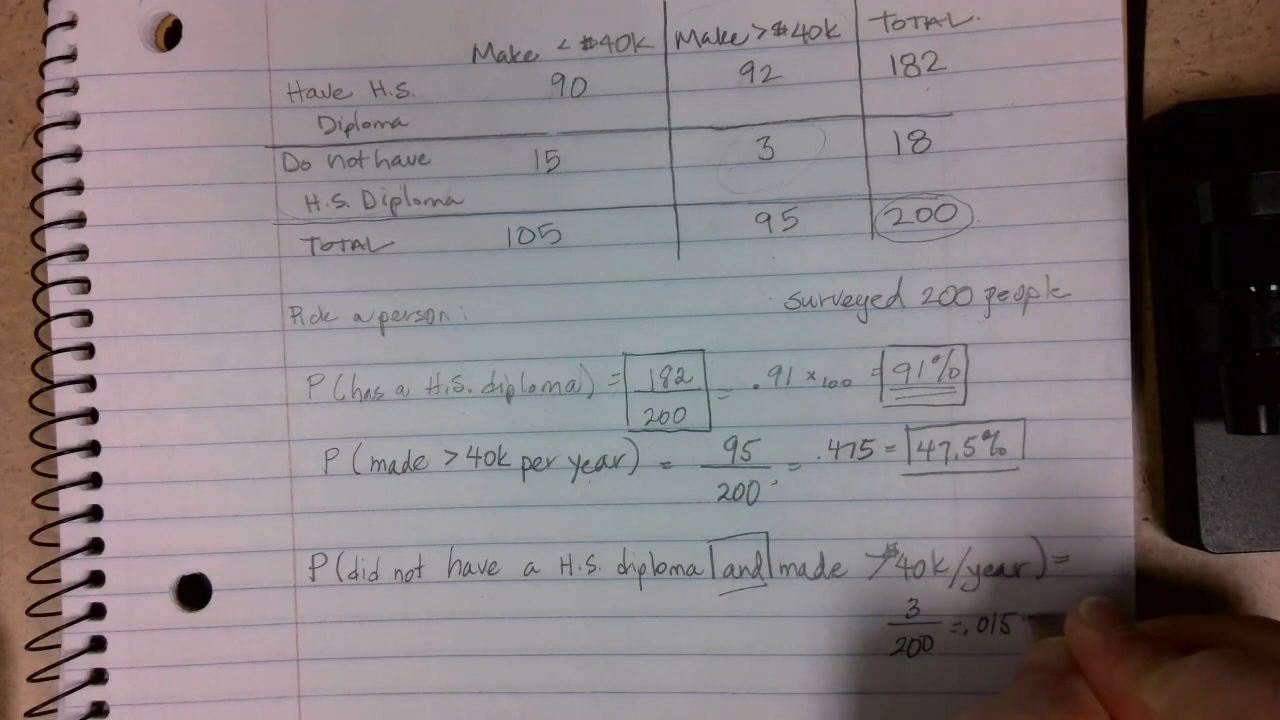 Make < $40k Make > $40k TOTAL.
Have H.S. 90 92 182
Diploma
Do not have 15 3 18
H.S. Diploma
TOTAL 105 95 200
Pick a person: surveyed 200 people
P(has a H.S. diploma) = 182/200 = .91 x100 = 91%
P(made >40k per year) = 95/200 = .475 = 47.5%
P(did not have a H.S. diploma and made >$40k/year) =
3/200 = .015